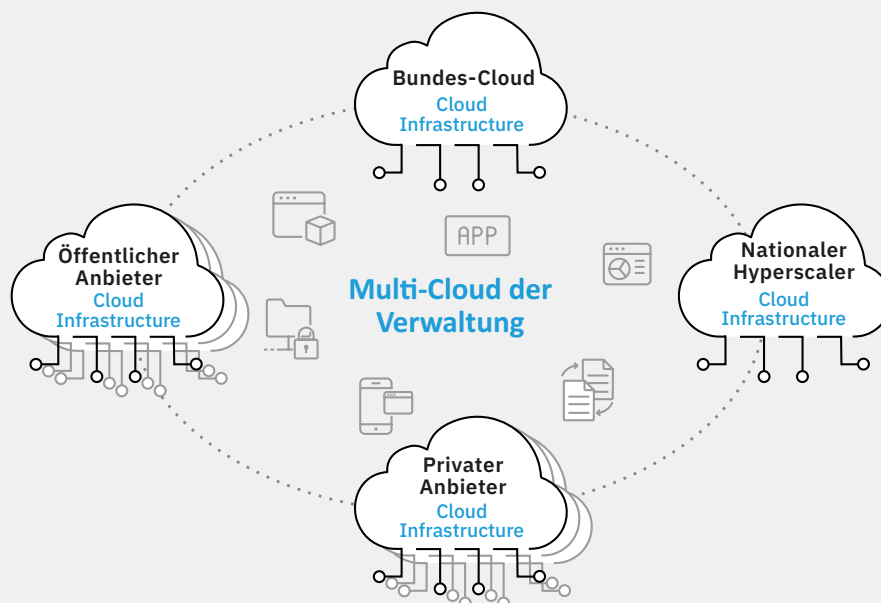 Bundes-Cloud
Cloud
Infrastructure
APP
Öffentlicher
Anbieter
Cloud
Infrastructure
Multi-Cloud der
Verwaltung
Nationaler
Hyperscaler
Cloud
Infrastructure
Privater
Anbieter
Cloud
Infrastructure